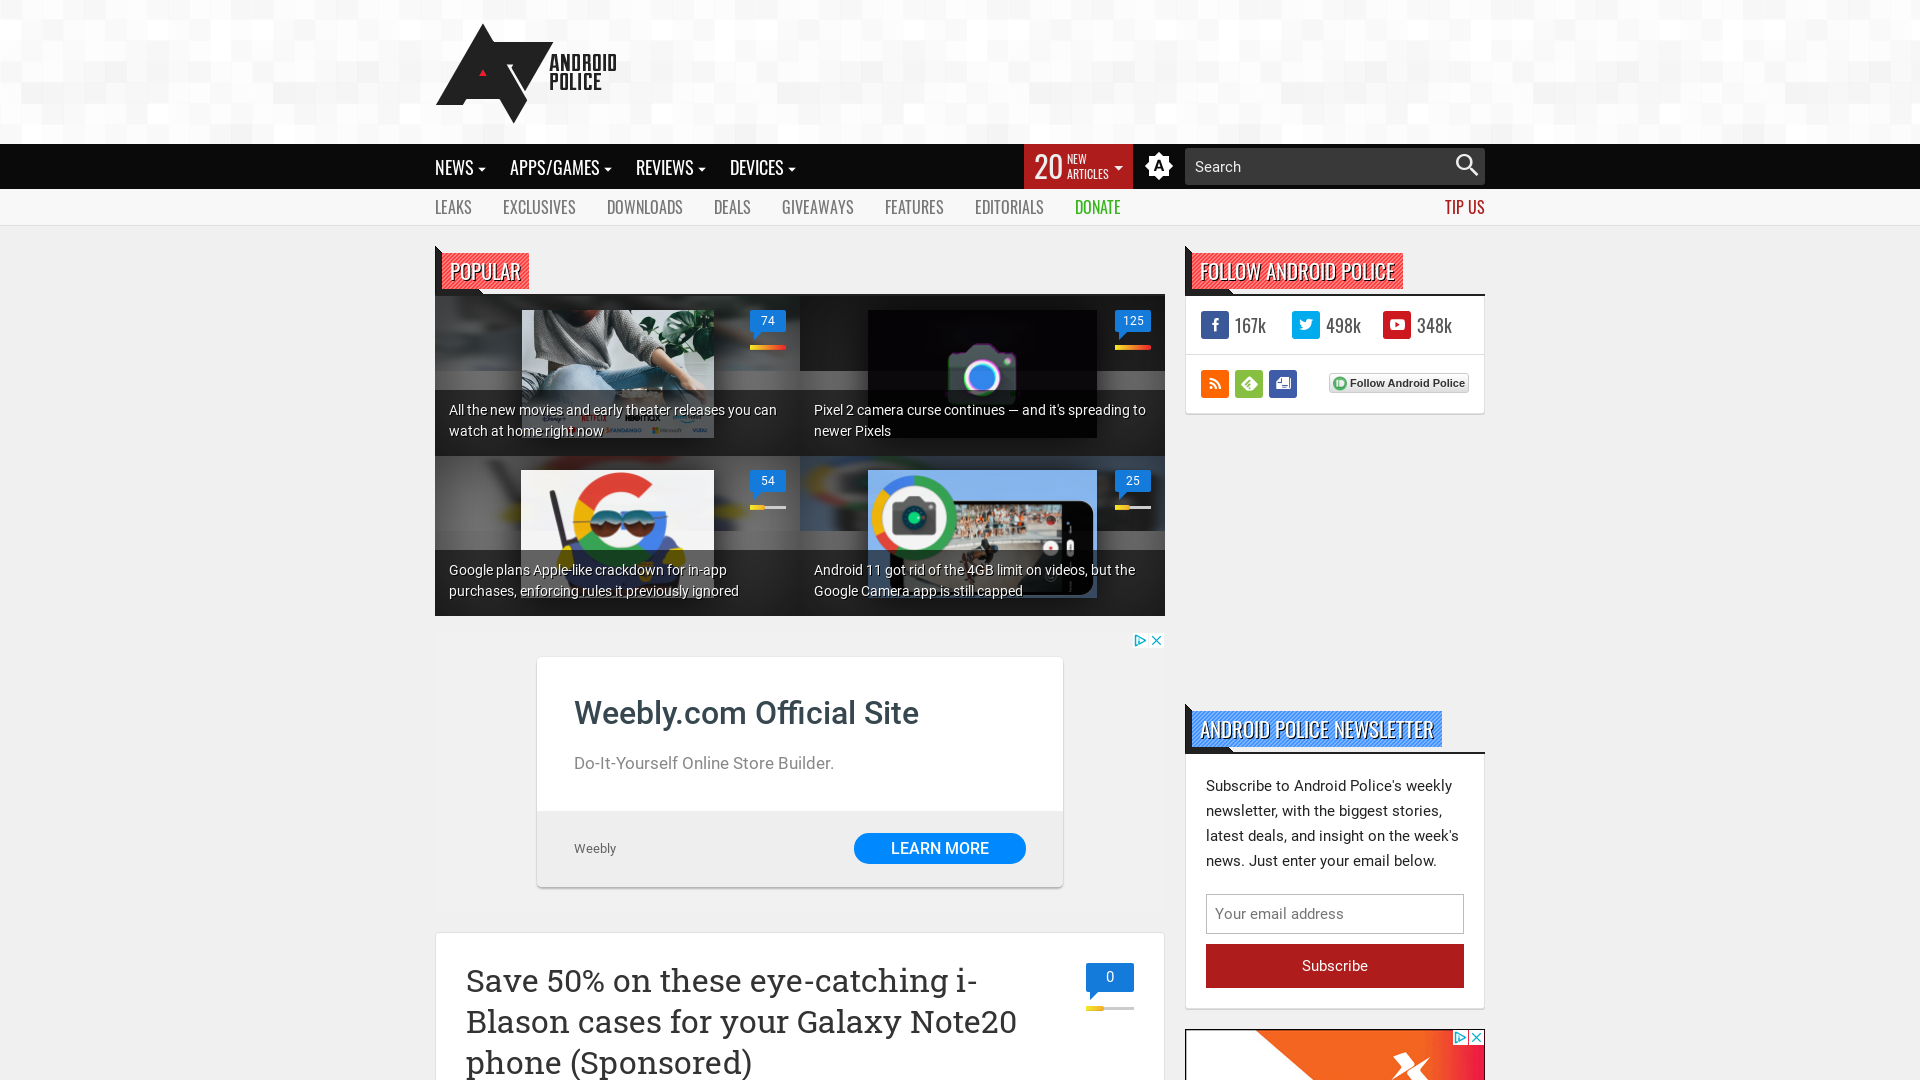 ANDROID
POLICE
NEWS
APPS/GAMES
REVIEWS
DEVICES
20 NEW ARTICLES
Search
LEAKS
EXCLUSIVES
DOWNLOADS
DEALS
GIVEAWAYS
FEATURES
EDITORIALS
DONATE
TIP US
POPULAR
74
All the new movies and early theater releases you can
watch at home right now
125
Pixel 2 camera curse continues — and it's spreading to
newer Pixels
54
Google plans Apple-like crackdown for in-app
purchases, enforcing rules it previously ignored
25
Android 11 got rid of the 4GB limit on videos, but the
Google Camera app is still capped
Weebly.com Official Site
Do-It-Yourself Online Store Builder.
Weebly
LEARN MORE
Save 50% on these eye-catching i-
Blason cases for your Galaxy Note20
phone (Sponsored)
0
FOLLOW ANDROID POLICE
167k
498k
348k
Follow Android Police
ANDROID POLICE NEWSLETTER
Subscribe to Android Police's weekly
newsletter, with the biggest stories,
latest deals, and insight on the week's
news. Just enter your email below.
Your email address
Subscribe